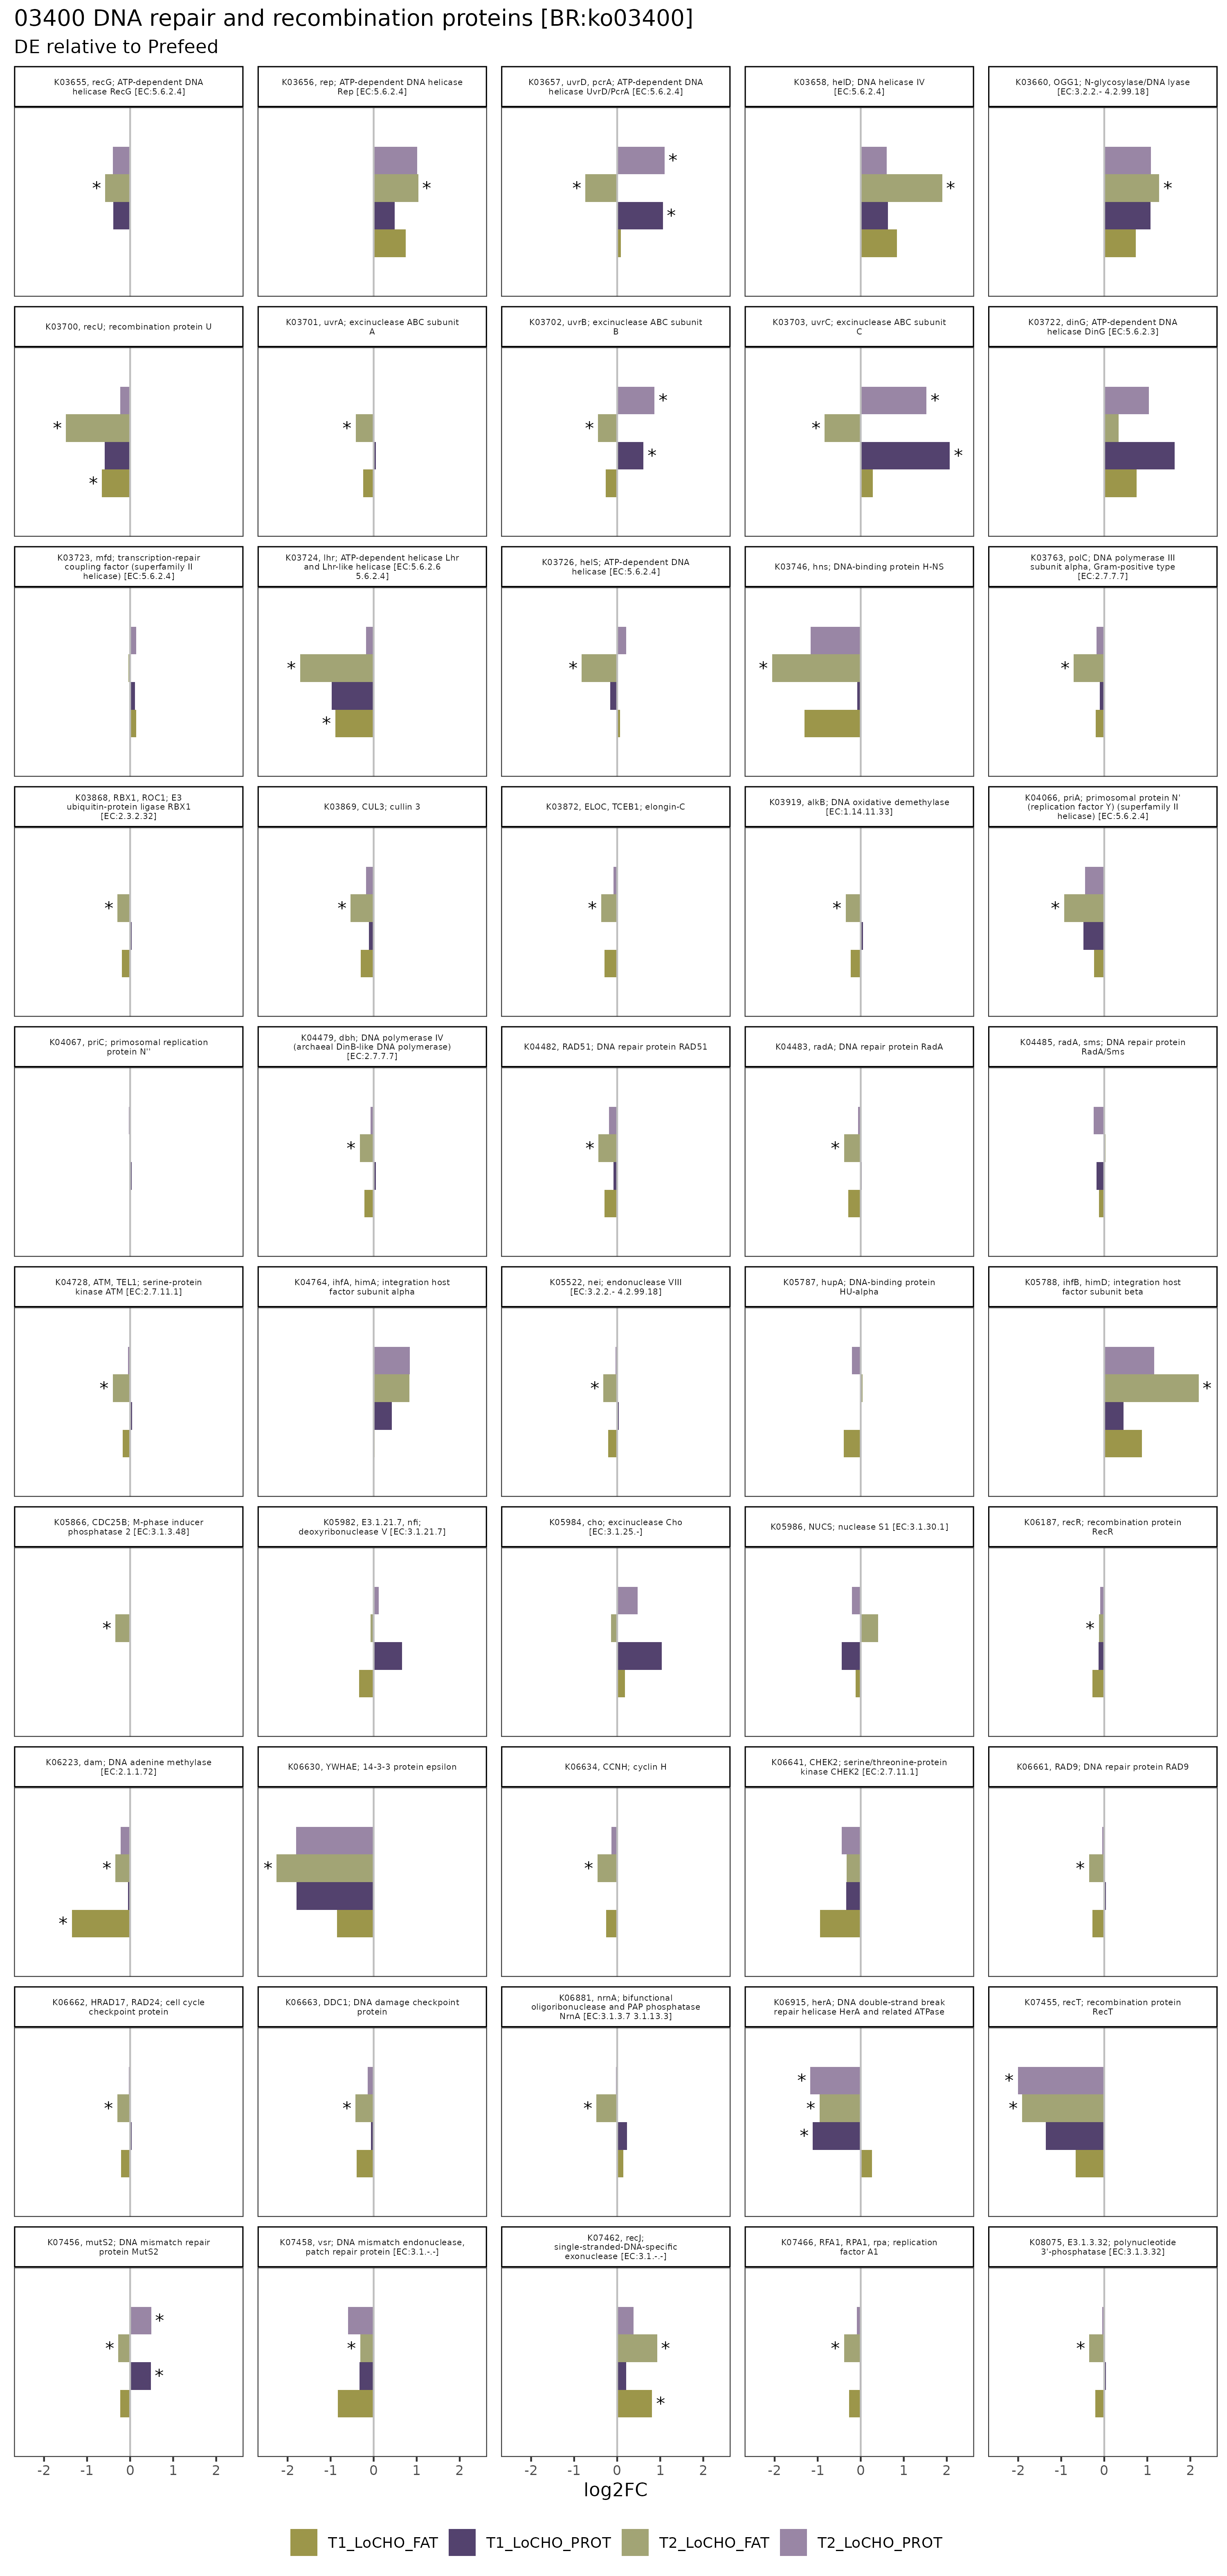 03400 DNA repair and recombination proteins [BR:ko03400]
DE relative to Prefeed
K03655, recG; ATP-dependent DNA
helicase RecG [EC:5.6.2.4]
K03656, rep; ATP-dependent DNA helicase
Rep [EC:5.6.2.4]
K03657, uvrD, pcrA; ATP-dependent DNA
helicase UvrD/PcrA [EC:5.6.2.4]
K03658, helD; DNA helicase IV
[EC:5.6.2.4]
K03660, OGG1; N-glycosylase/DNA lyase
[EC:3.2.2.- 4.2.99.18]
*
*
*
*
*
*
*
K03700, recU; recombination protein U
K03701, uvrA; excinuclease ABC subunit
A
K03702, uvrB; excinuclease ABC subunit
B
K03703, uvrC; excinuclease ABC subunit
C
K03722, dinG; ATP-dependent DNA
helicase DinG [EC:5.6.2.3]
*
*
*
*
*
*
*
*
*
K03723, mfd; transcription-repair
coupling factor (superfamily II
helicase) [EC:5.6.2.4]
K03724, lhr; ATP-dependent helicase Lhr
and Lhr-like helicase [EC:5.6.2.6
5.6.2.4]
K03726, helS; ATP-dependent DNA
helicase [EC:5.6.2.4]
K03746, hns; DNA-binding protein H-NS
K03763, polC; DNA polymerase III
subunit alpha, Gram-positive type
[EC:2.7.7.7]
*
*
*
*
*
K03868, RBX1, ROC1; E3
ubiquitin-protein ligase RBX1
[EC:2.3.2.32]
K03869, CUL3; cullin 3
K03872, ELOC, TCEB1; elongin-C
K03919, alkB; DNA oxidative demethylase
[EC:1.14.11.33]
K04066, priA; primosomal protein N'
(replication factor Y) (superfamily II
helicase) [EC:5.6.2.4]
*
*
*
*
*
K04067, priC; primosomal replication
protein N''
K04479, dbh; DNA polymerase IV
(archaeal DinB-like DNA polymerase)
[EC:2.7.7.7]
K04482, RAD51; DNA repair protein RAD51
K04483, radA; DNA repair protein RadA
K04485, radA, sms; DNA repair protein
RadA/Sms
*
*
*
K04728, ATM, TEL1; serine-protein
kinase ATM [EC:2.7.11.1]
K04764, ihfA, himA; integration host
factor subunit alpha
K05522, nei; endonuclease VIII
[EC:3.2.2.- 4.2.99.18]
K05787, hupA; DNA-binding protein
HU-alpha
K05788, ihfB, himD; integration host
factor subunit beta
*
*
*
K05866, CDC25B; M-phase inducer
phosphatase 2 [EC:3.1.3.48]
K05982, E3.1.21.7, nfi;
deoxyribonuclease V [EC:3.1.21.7]
K05984, cho; excinuclease Cho
[EC:3.1.25.-]
K05986, NUCS; nuclease S1 [EC:3.1.30.1]
K06187, recR; recombination protein
RecR
*
*
K06223, dam; DNA adenine methylase
[EC:2.1.1.72]
K06630, YWHAE; 14-3-3 protein epsilon
K06634, CCNH; cyclin H
K06641, CHEK2; serine/threonine-protein
kinase CHEK2 [EC:2.7.11.1]
K06661, RAD9; DNA repair protein RAD9
*
*
*
*
*
K06662, HRAD17, RAD24; cell cycle
checkpoint protein
K06663, DDC1; DNA damage checkpoint
protein
K06881, nrnA; bifunctional
oligoribonuclease and PAP phosphatase
NrnA [EC:3.1.3.7 3.1.13.3]
K06915, herA; DNA double-strand break
repair helicase HerA and related ATPase
K07455, recT; recombination protein
RecT
*
*
*
*
*
*
*
*
K07456, mutS2; DNA mismatch repair
protein MutS2
K07458, vsr; DNA mismatch endonuclease,
patch repair protein [EC:3.1.-.-]
K07462, recJ;
single-stranded-DNA-specific
exonuclease [EC:3.1.-.-]
K07466, RFA1, RPA1, rpa; replication
factor A1
K08075, E3.1.3.32; polynucleotide
3'-phosphatase [EC:3.1.3.32]
*
*
*
*
*
*
*
*
-2 -1 0 1 2 -2 -1 0 1 2 -2 -1 0 1 2 -2 -1 0 1 2 -2 -1 0 1 2
log2FC
T1_LoCHO_FAT T1_LoCHO_PROT T2_LoCHO_FAT T2_LoCHO_PROT